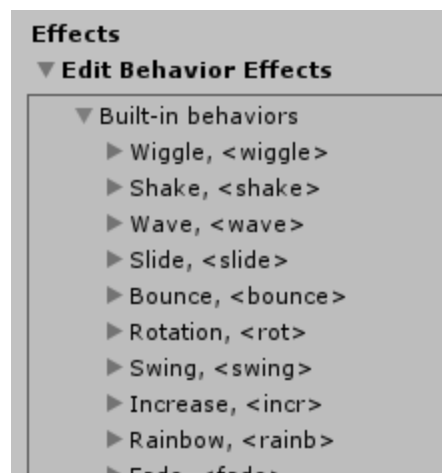 Effects
Edit Behavior Effects
Built-in behaviors
Wiggle, <wiggle>
Shake, <shake>
Wave, <wave>
Slide, <slide>
Bounce, <bounce>
Rotation, <rot>
Swing, <swing>
Increase, <incr>
Rainbow, <rainb>